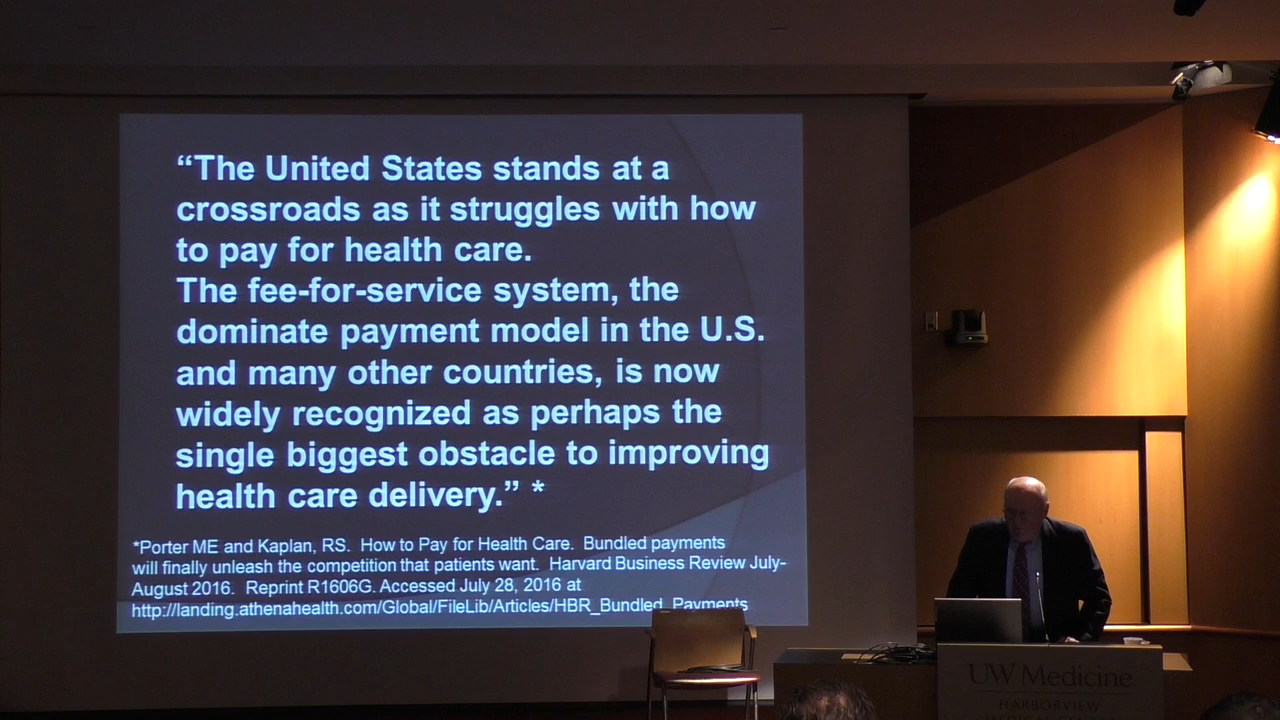 “The United States stands at a
crossroads as it struggles with how
to pay for health care.
The fee-for-service system, the
dominate payment model in the U.S.
and many other countries, is now
widely recognized as perhaps the
single biggest obstacle to improving
health care delivery.” *
*Porter ME and Kaplan, RS. How to Pay for Health Care. Bundled payments
will finally unleash the competition that patients want. Harvard Business Review July-
August 2016. Reprint R1606G. Accessed July 28, 2016 at
http://landing.athenahealth.com/Global/FileLib/Articles/HBR_Bundled_Payments
UW Medicine
HARBORVIEW